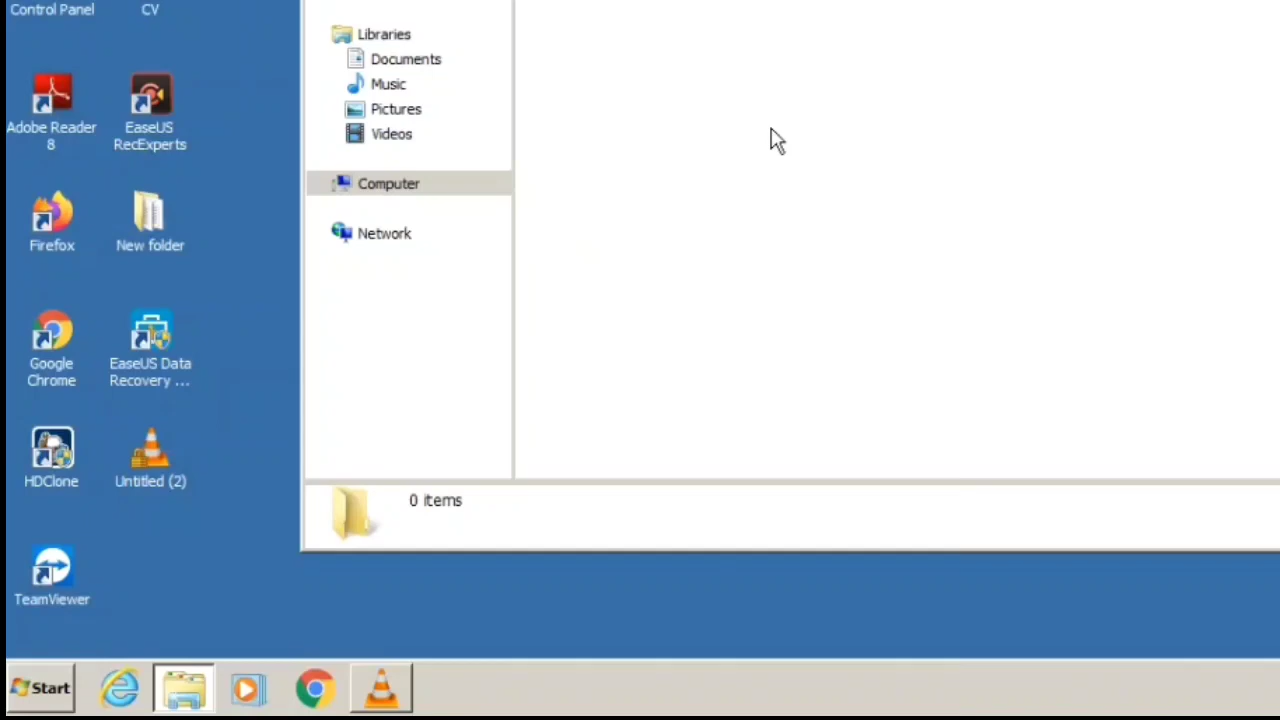 Control Panel
CV
Libraries
Documents
Music
Pictures
Videos
Computer
Network
Adobe Reader
8
EaseUS
RecExperts
Firefox
New folder
Google
Chrome
EaseUS Data
Recovery ...
HDClone
Untitled (2)
TeamViewer
0 items
Start